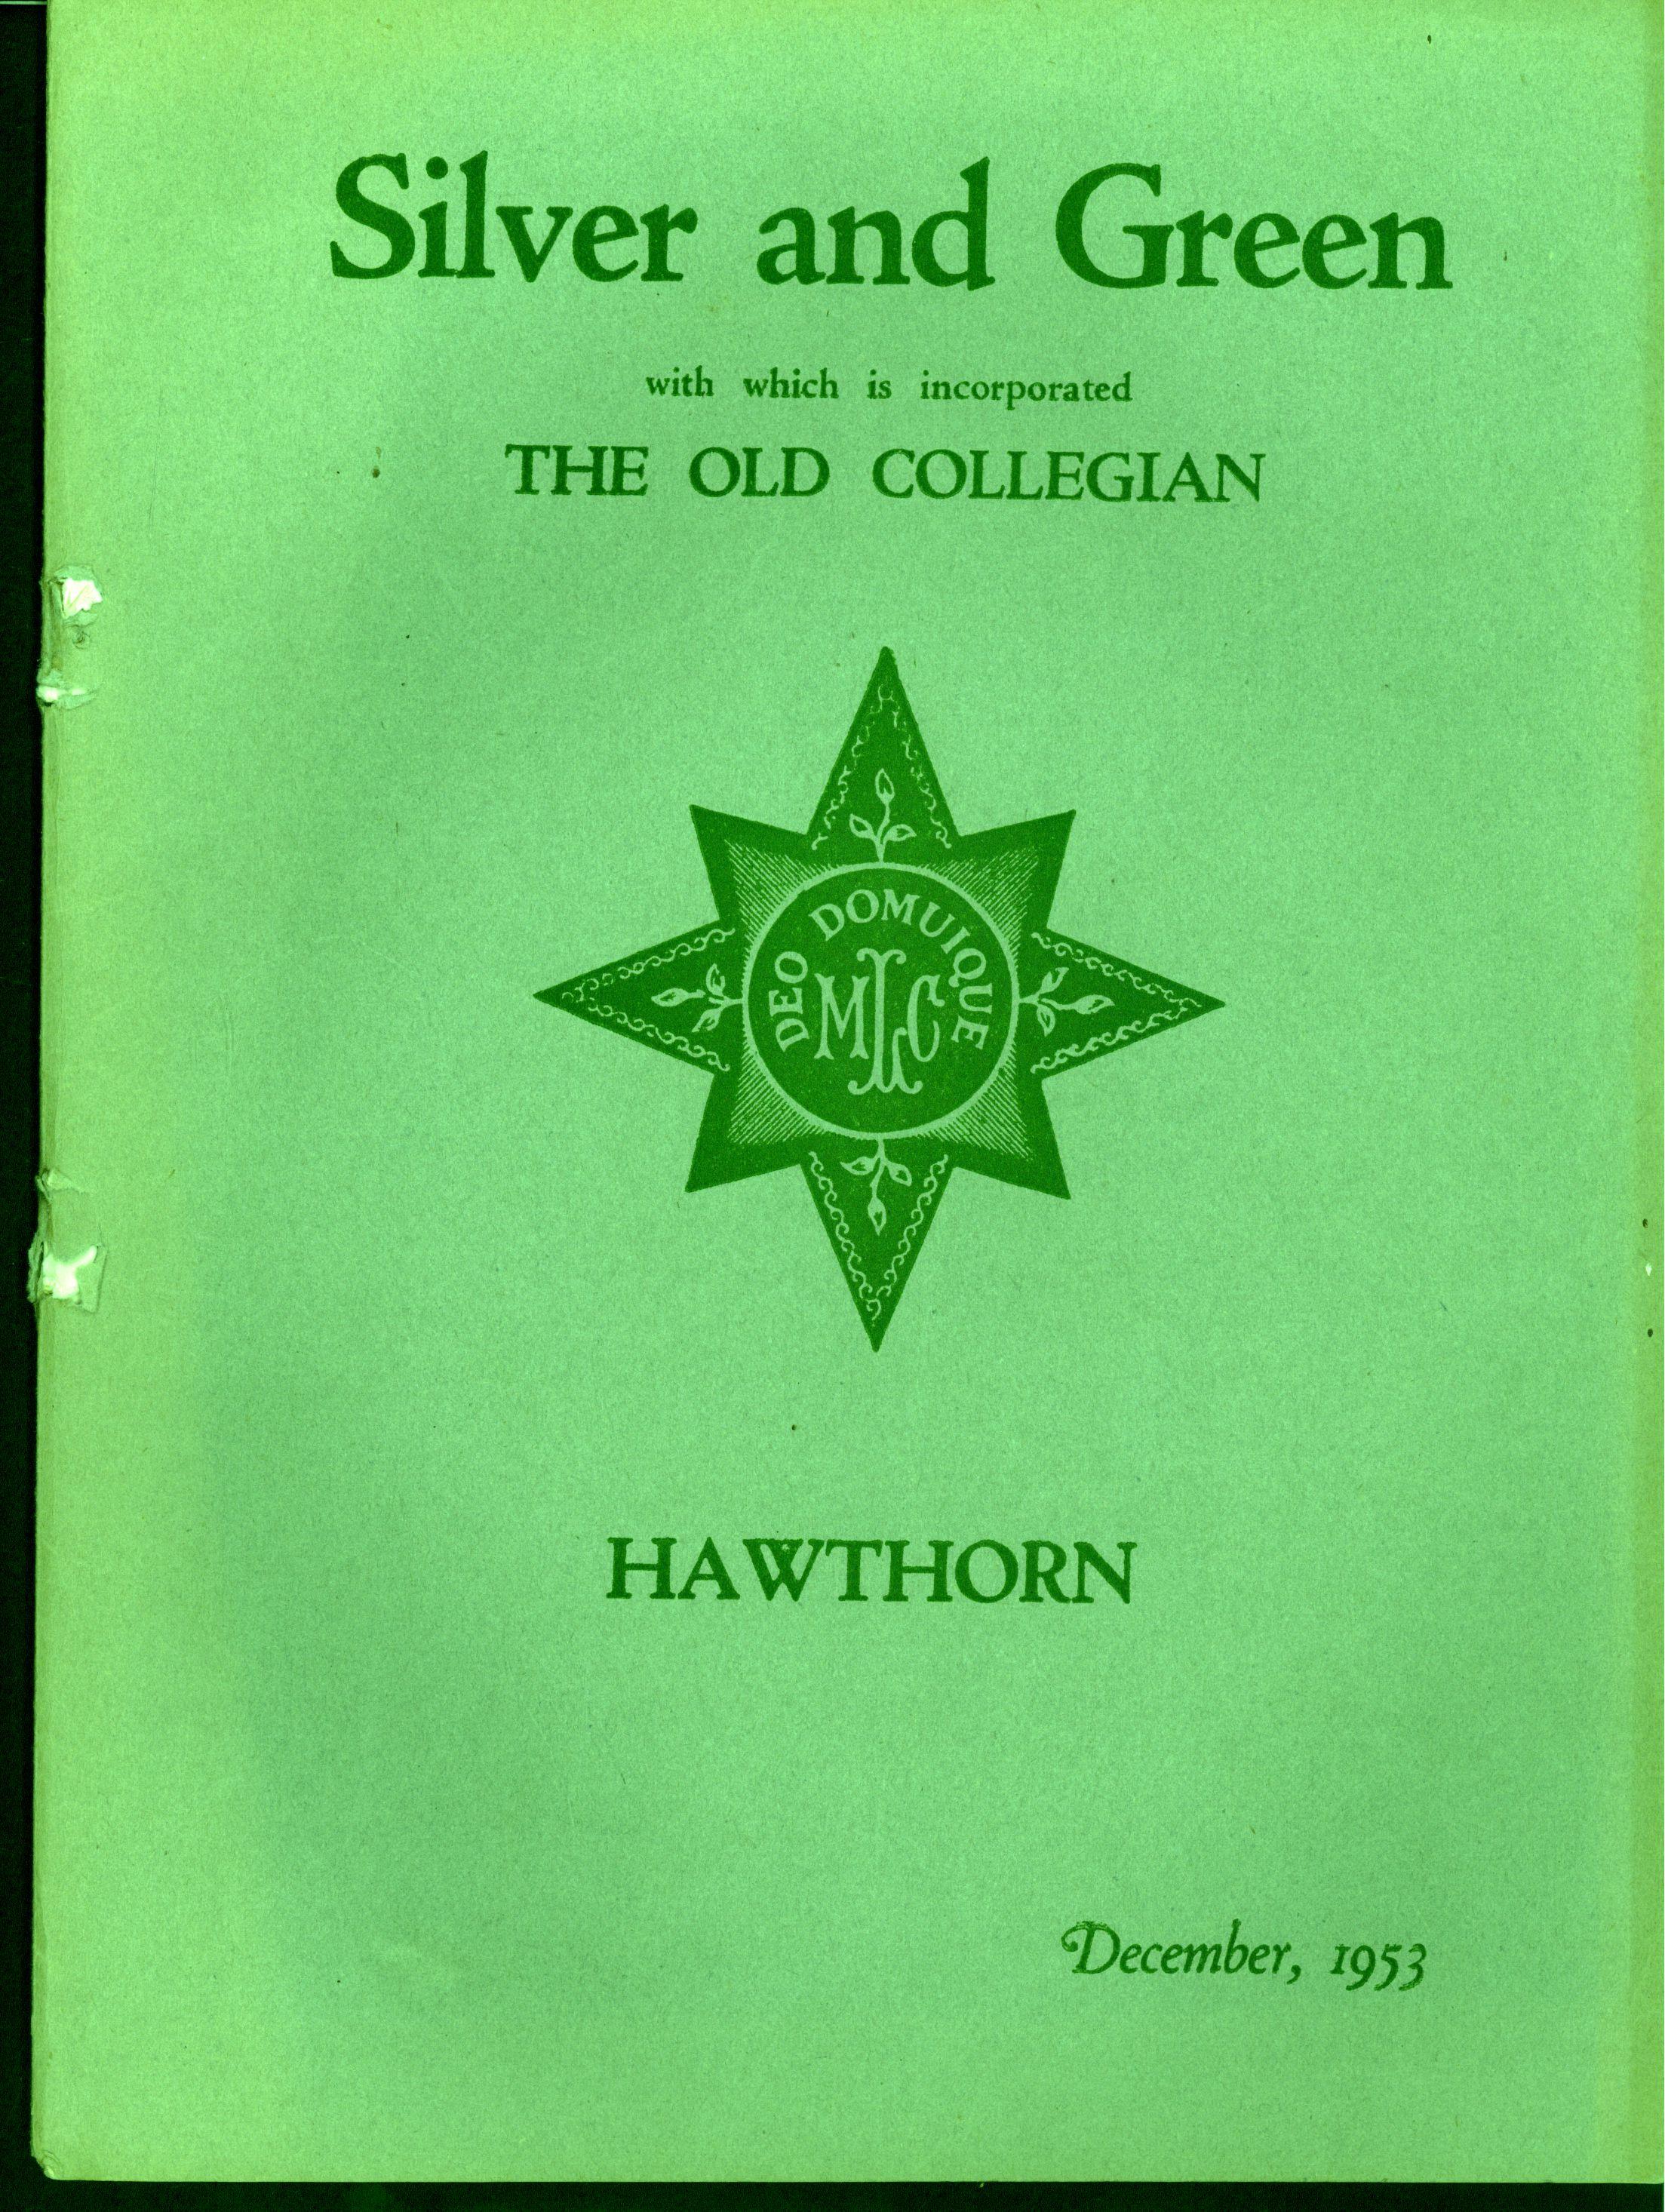 Silver and Green
with which is incorporated
THE OLD COLLEGIAN
DEO DOMUIQUE
MLC
HAWTHORN
December, 1953